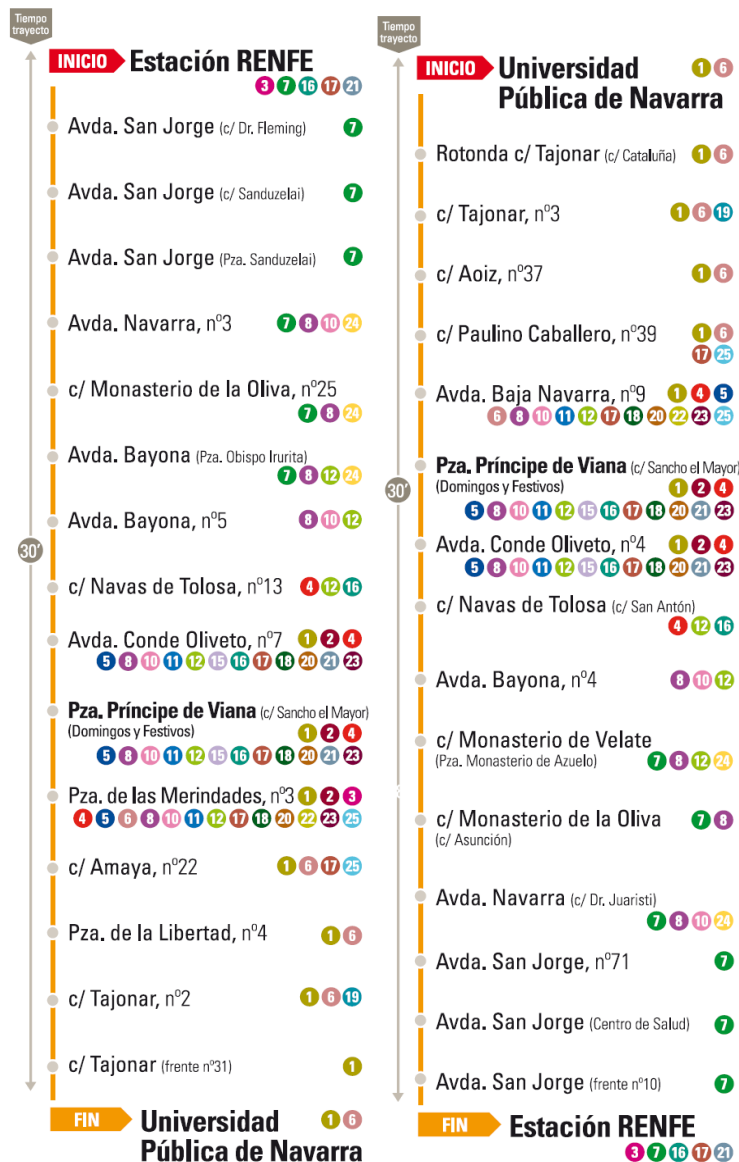 Tiempo
trayecto
INICIO Estación RENFE
3 7 16 17 21
Avda. San Jorge (c/ Dr. Fleming) 7
Avda. San Jorge (c/ Sanduzelai) 7
Avda. San Jorge (Pza. Sanduzelai) 7
Avda. Navarra, nº3 7 8 10 24
c/ Monasterio de la Oliva, nº25
7 8 24
Avda. Bayona (Pza. Obispo Irurita)
7 8 12 24
Avda. Bayona, nº5 8 10 12
30′
c/ Navas de Tolosa, nº13 4 12 16
Avda. Conde Oliveto, nº7 1 2 4
5 8 10 11 12 15 16 17 18 20 21 23
Pza. Príncipe de Viana (c/ Sancho el Mayor)
(Domingos y Festivos) 1 2 4
5 8 10 11 12 15 16 17 18 20 21 23
Pza. de las Merindades, nº3 1 2 3
4 5 6 8 10 11 12 17 18 20 22 23 25
c/ Amaya, nº22 1 6 17 25
Pza. de la Libertad, nº4 1 6
c/ Tajonar, nº2 1 6 19
c/ Tajonar (frente nº31) 1
FIN Universidad 1 6
Pública de Navarra
Tiempo
trayecto
INICIO Universidad 1 6
Pública de Navarra
Rotonda c/ Tajonar (c/ Cataluña) 1 6
c/ Tajonar, nº3 1 6 19
c/ Aoiz, nº37 1 6
c/ Paulino Caballero, nº39 1 6
17 25
Avda. Baja Navarra, nº9 1 4 5
6 8 10 11 12 17 18 20 22 23 25
Pza. Príncipe de Viana (c/ Sancho el Mayor)
30′
(Domingos y Festivos) 1 2 4
5 8 10 11 12 15 16 17 18 20 21 23
Avda. Conde Oliveto, nº4 1 2 4
5 8 10 11 12 15 16 17 18 20 21 23
c/ Navas de Tolosa (c/ San Antón)
4 12 16
Avda. Bayona, nº4 8 10 12
c/ Monasterio de Velate
(Pza. Monasterio de Azuelo) 7 8 12 24
c/ Monasterio de la Oliva 7 8
(c/ Asunción)
Avda. Navarra (c/ Dr. Juaristi)
7 8 10 24
Avda. San Jorge, nº71 7
Avda. San Jorge (Centro de Salud) 7
Avda. San Jorge (frente nº10) 7
FIN Estación RENFE
3 7 16 17 21